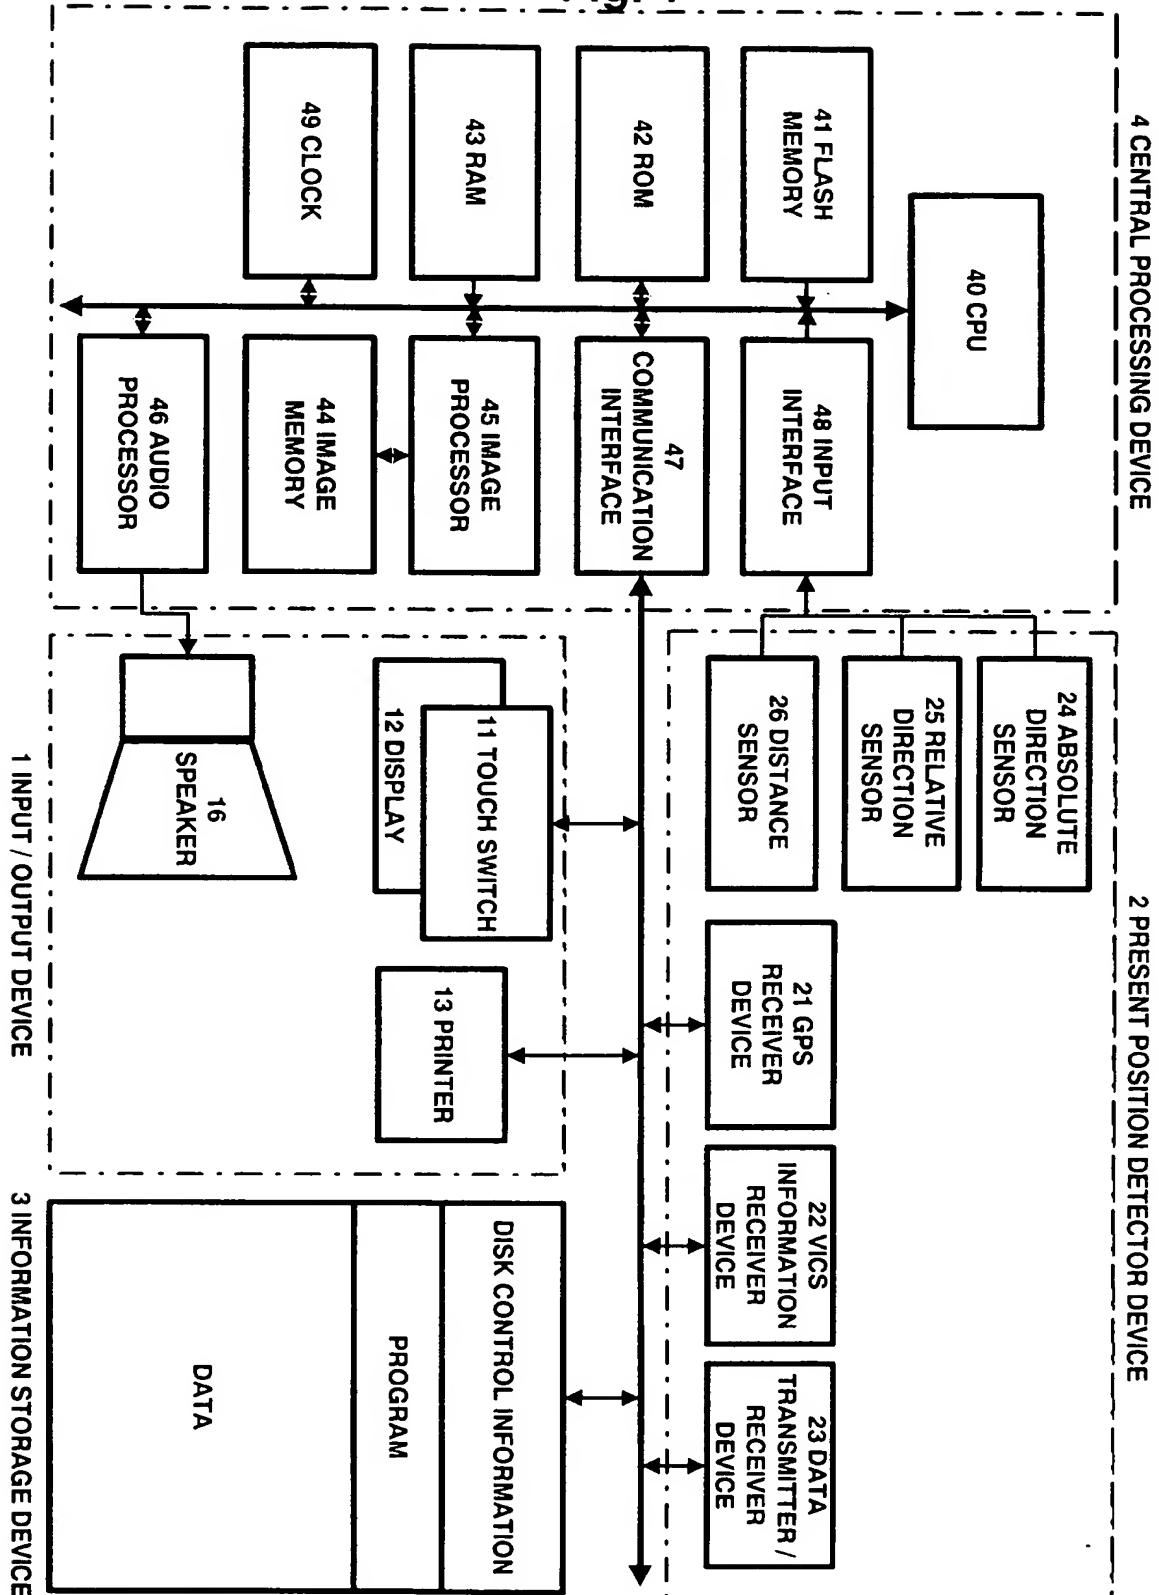 Fig.
4 CENTRAL PROCESSING DEVICE
40 CPU
41 FLASH
MEMORY
42 ROM
43 RAM
49 CLOCK
48 INPUT
INTERFACE
47
COMMUNICATION
INTERFACE
45 IMAGE
PROCESSOR
44 IMAGE
MEMORY
46 AUDIO
PROCESSOR
2 PRESENT POSITION DETECTOR DEVICE
24 ABSOLUTE
DIRECTION
SENSOR
25 RELATIVE
DIRECTION
SENSOR
26 DISTANCE
SENSOR
21 GPS
RECEIVER
DEVICE
22 VICS
INFORMATION
RECEIVER
DEVICE
23 DATA
TRANSMITTER /
RECEIVER
DEVICE
11 TOUCH SWITCH
12 DISPLAY
13 PRINTER
16
SPEAKER
1 INPUT / OUTPUT DEVICE
DISK CONTROL INFORMATION
PROGRAM
DATA
3 INFORMATION STORAGE DEVICE